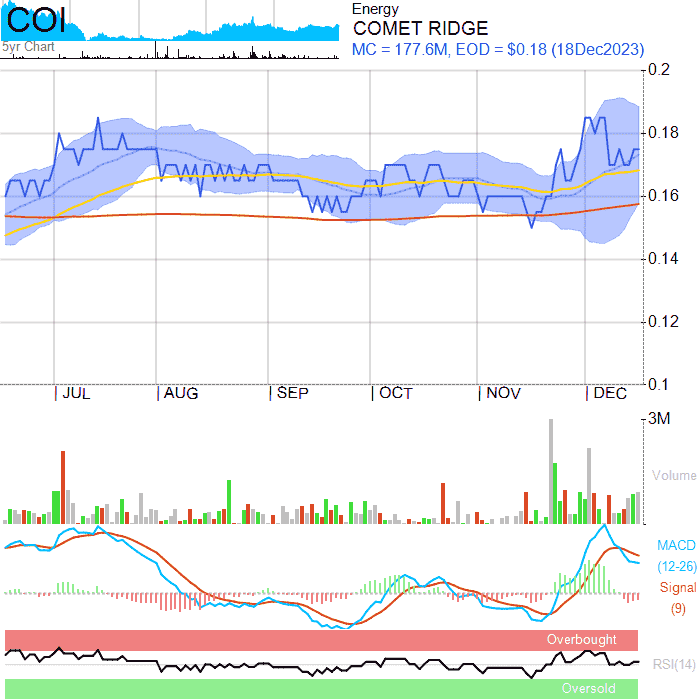 COI
5yr Chart
Energy
COMET RIDGE
MC = 177.6M, EOD = $0.18 (18Dec2023)
0.2
0.18
0.16
0.14
0.12
0.1
JUL AUG SEP OCT NOV DEC
3M
Volume
MACD
(12-26)
Signal
(9)
Overbought
RSI(14)
Oversold